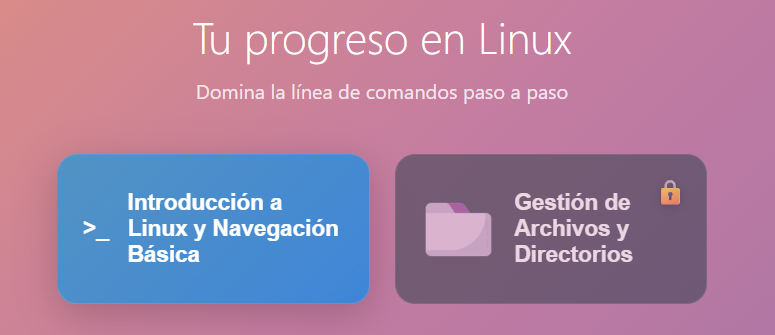 Tu progreso en Linux
Domina la línea de comandos paso a paso
>_
Introducción a
Linux y Navegación
Básica
Gestión de
Archivos y
Directorios